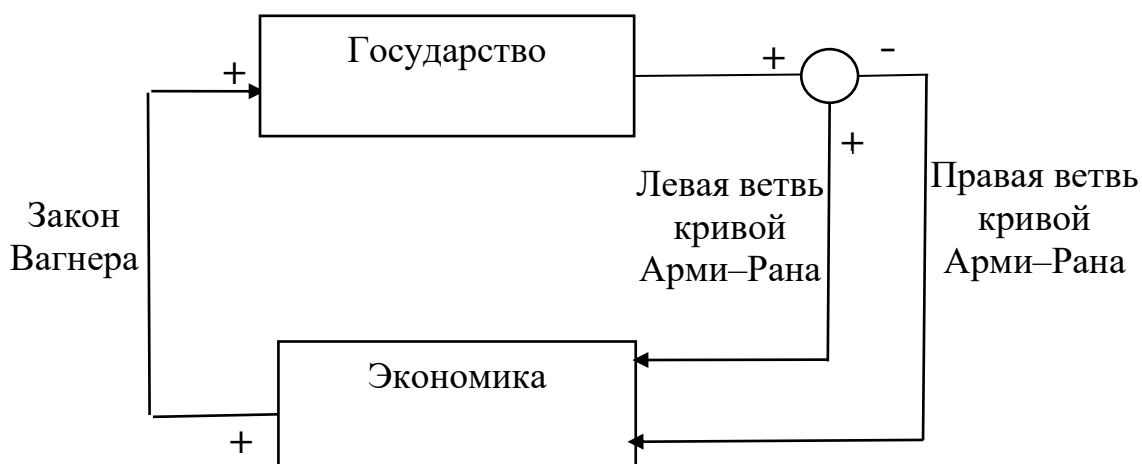 Государство
+
+
-
+
Левая ветвь
кривой
Арми–Рана
Правая ветвь
кривой
Арми–Рана
Закон
Вагнера
Экономика
+